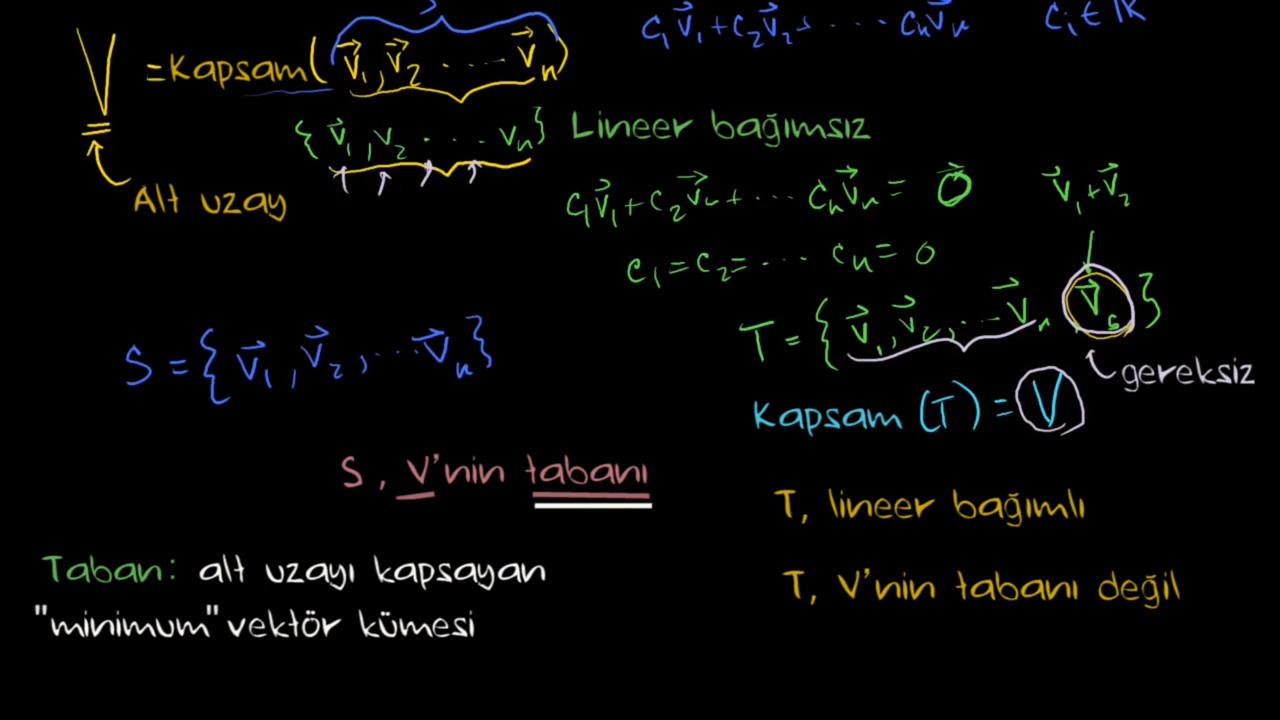 c₁v⃗₁+c₂v⃗₂+ ····· cₙv⃗ₙ cᵢ ∈ ℝ
V = Kapsam(v⃗₁, v⃗₂ ····· v⃗ₙ)
{v⃗₁, v₂ ···· vₙ} Lineer bağımsız
Alt uzay
c₁v⃗₁+c₂v⃗₂+ ···· cₙv⃗ₙ = 0⃗
v⃗₁+v⃗₂
c₁=c₂= ···· cₙ= 0
T = {v⃗₁, v⃗₂, ... v⃗ₙ v⃗ₛ}
gereksiz
S = {v⃗₁, v⃗₂, ... v⃗ₙ}
Kapsam (T) = V
S, V'nin tabanı
T, lineer bağımlı
T, V'nin tabanı değil
Taban: alt uzayı kapsayan
"minimum" vektör kümesi